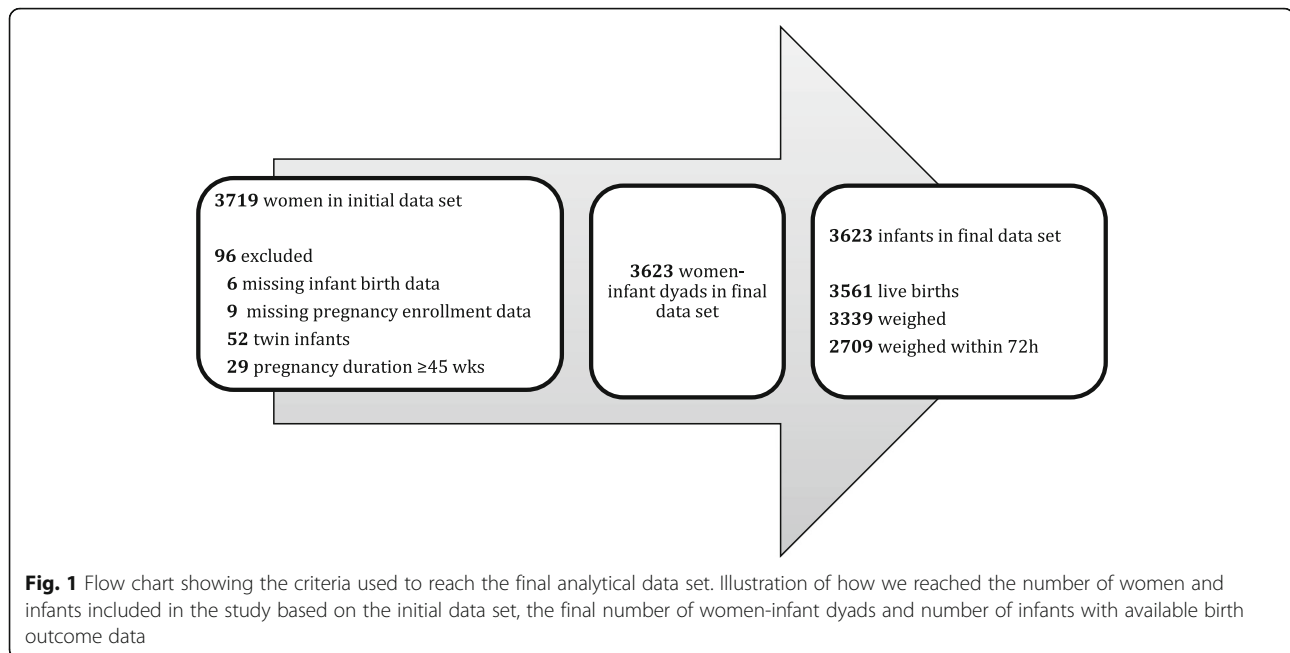 3719 women in initial data set
96 excluded
6 missing infant birth data
9 missing pregnancy enrollment data
52 twin infants
29 pregnancy duration ≥45 wks
3623 women-
infant dyads in final
data set
3623 infants in final data set
3561 live births
3339 weighed
2709 weighed within 72h
Fig. 1 Flow chart showing the criteria used to reach the final analytical data set. Illustration of how we reached the number of women and
infants included in the study based on the initial data set, the final number of women-infant dyads and number of infants with available birth
outcome data